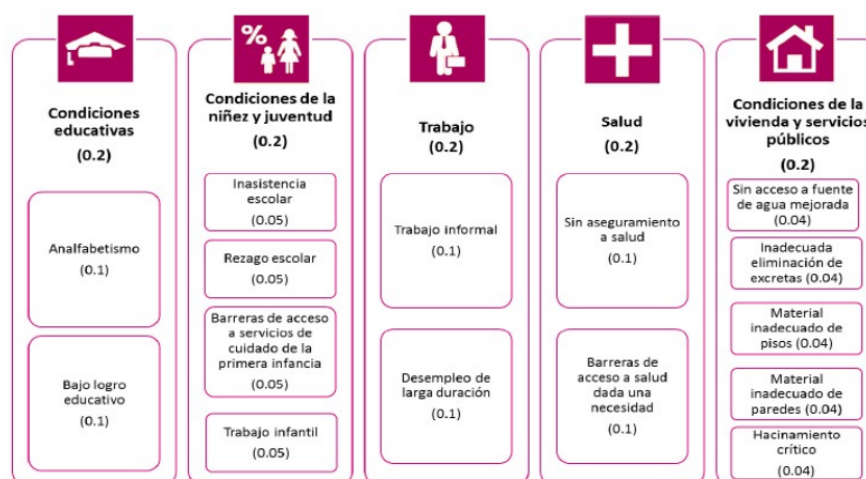 Condiciones
educativas
(0.2)
Analfabetismo
(0.1)
Bajo logro
educativo
(0.1)
%
Condiciones de la
niñez y juventud
(0.2)
Inasistencia
escolar
(0.05)
Rezago escolar
(0.05)
Barreras de acceso
a servicios de
cuidado de la
primera infancia
(0.05)
Trabajo infantil
(0.05)
Trabajo
(0.2)
Trabajo informal
(0.1)
Desempleo de
larga duración
(0.1)
Salud
(0.2)
Sin aseguramiento
a salud
(0.1)
Barreras de
acceso a salud
dada una
necesidad
(0.1)
Condiciones de la
vivienda y servicios
públicos
(0.2)
Sin acceso a fuente
de agua mejorada
(0.04)
Inadecuada
eliminación de
excretas (0.04)
Material
inadecuado de
pisos (0.04)
Material
inadecuado de
paredes (0.04)
Hacinamiento
crítico
(0.04)